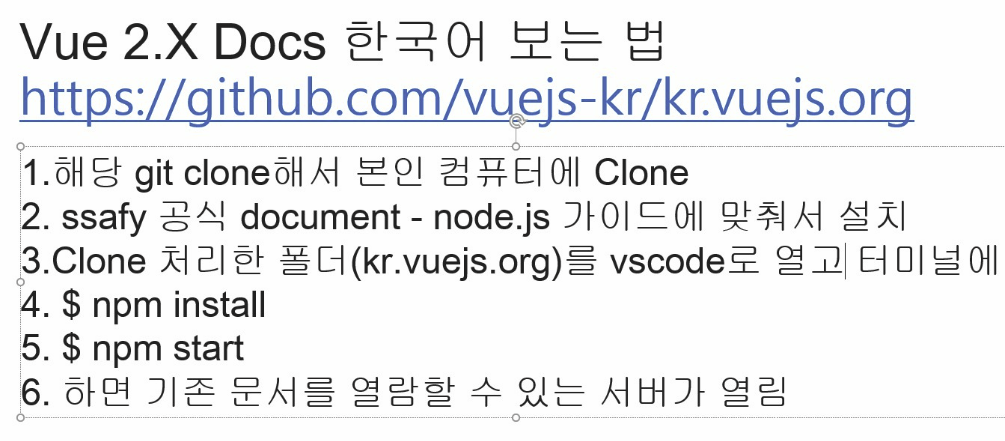 Vue 2.X Docs 한국어 보는 법
https://github.com/vuejs-kr/kr.vuejs.org
1.해당 git clone해서 본인 컴퓨터에 Clone
2. ssafy 공식 document - node.js 가이드에 맞춰서 설치
3.Clone 처리한 폴더(kr.vuejs.org)를 vscode로 열고 터미널에
4. $ npm install
5. $ npm start
6. 하면 기존 문서를 열람할 수 있는 서버가 열림